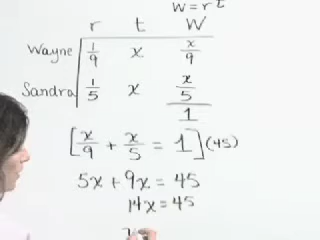 W = r t
r t W
Wayne 1/9 x x/9
Sandra 1/5 x x/5
1
[x/9 + x/5 = 1](45)
5x + 9x = 45
14x = 45